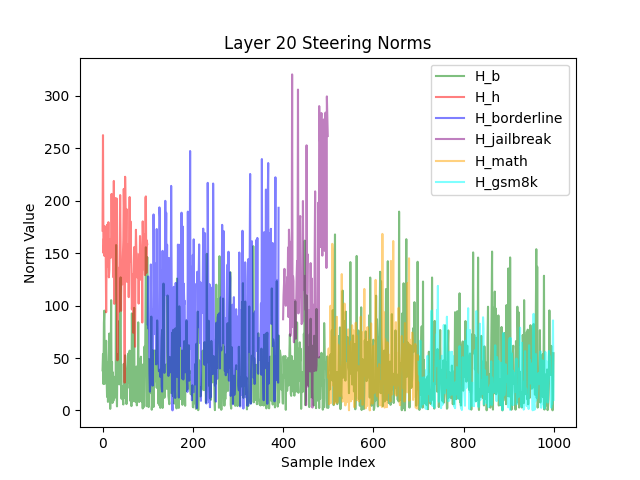 Layer 20 Steering Norms
H_b
H_h
H_borderline
H_jailbreak
H_math
H_gsm8k
Norm Value
300
250
200
150
100
50
0
0 200 400 600 800 1000
Sample Index